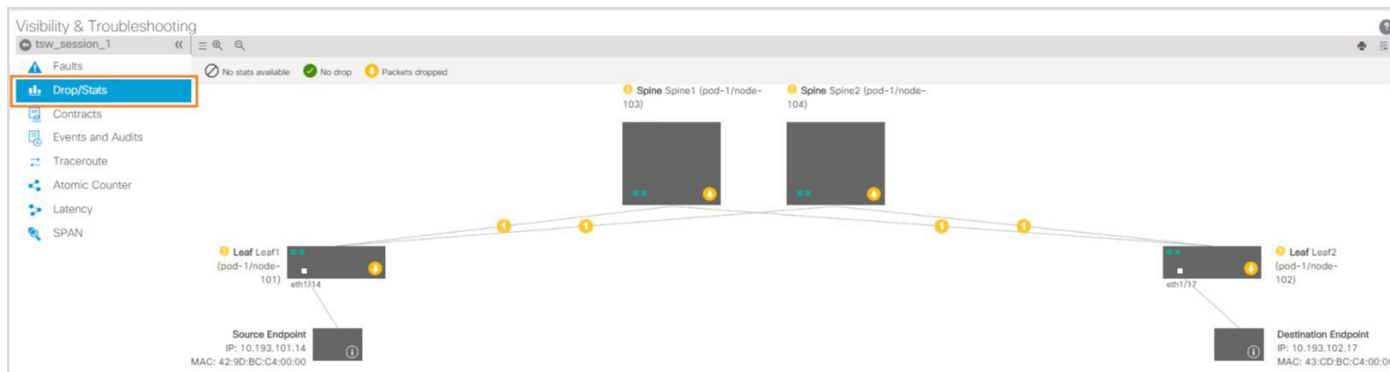 Visibility & Troubleshooting
?
tsw_session_1
Faults
Drop/Stats
Contracts
Events and Audits
Traceroute
Atomic Counter
Latency
SPAN
No stats available
No drop
Packets dropped
Spine Spine1 (pod-1/node-
103)
Spine Spine2 (pod-1/node-
104)
1
1
1
1
Leaf Leaf1
(pod-1/node-
101)
eth1/14
Leaf Leaf2
(pod-1/node-
102)
eth1/17
Source Endpoint
IP: 10.193.101.14
MAC: 42:9D:BC:C4:00:00
Destination Endpoint
IP: 10.193.102.17
MAC: 43:CD:BC:C4:00:00